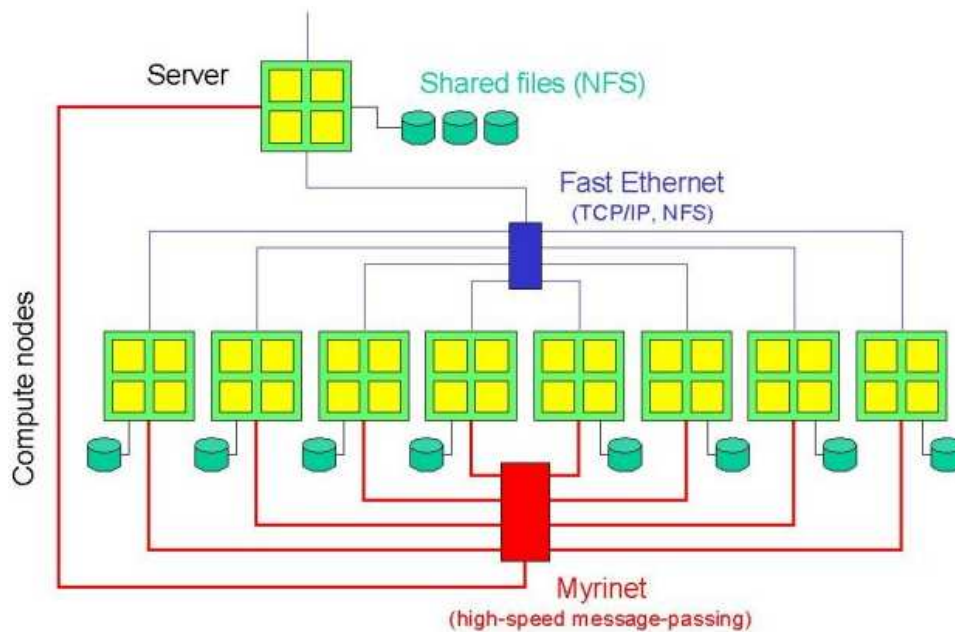 Server
Shared files (NFS)
Fast Ethernet
(TCP/IP, NFS)
Compute nodes
Myrinet
(high-speed message-passing)